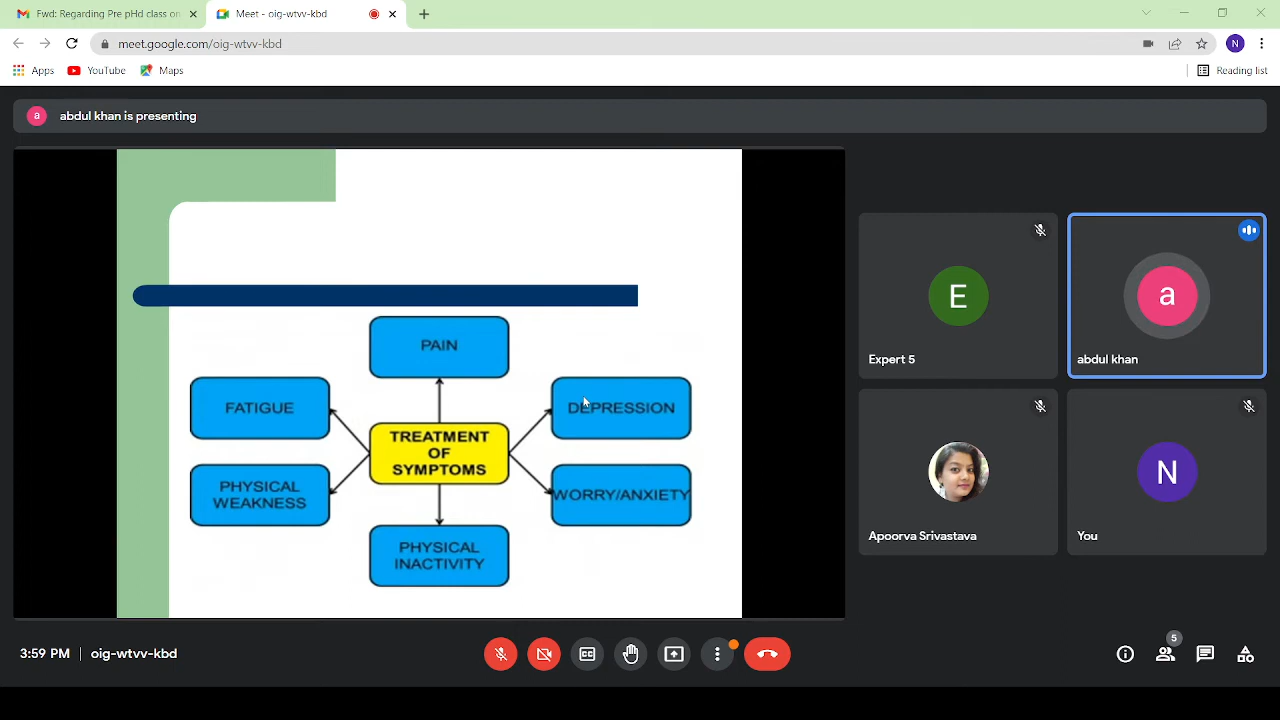 Fwd: Regarding Pre pHd class on
Meet - oig-wtvv-kbd
meet.google.com/oig-wtvv-kbd
N
Apps
YouTube
Maps
Reading list
a
abdul khan is presenting
PAIN
FATIGUE
DEPRESSION
TREATMENT
OF
SYMPTOMS
PHYSICAL
WEAKNESS
WORRY/ANXIETY
PHYSICAL
INACTIVITY
E
Expert 5
a
abdul khan
Apoorva Srivastava
N
You
3:59 PM
oig-wtvv-kbd
5